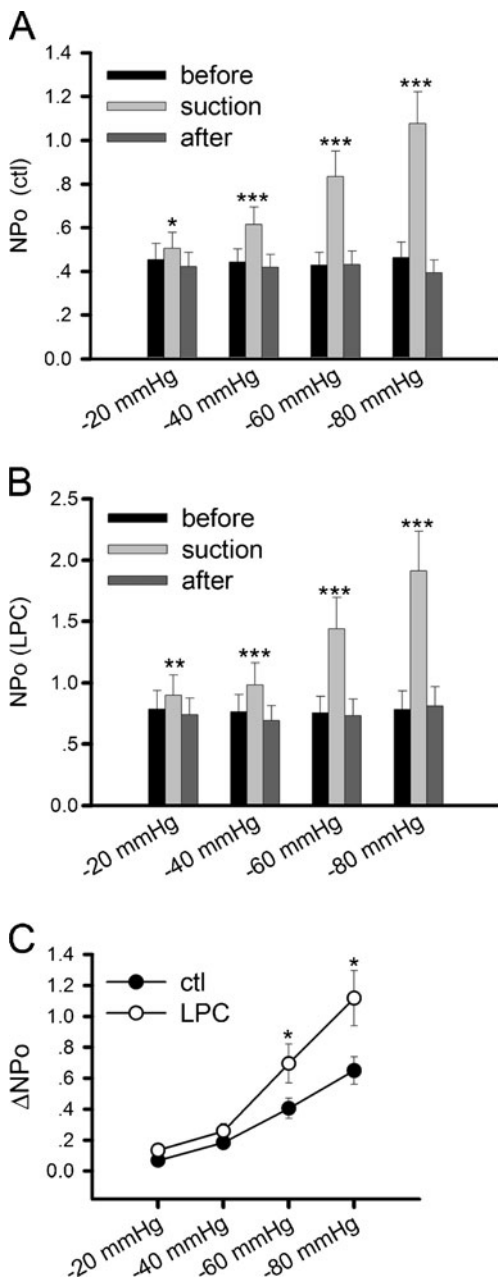 A
1.4
1.2
1.0
.8
.6
.4
.2
0.0
NPo (ctl)
before
suction
after
*
***
***
***
-20 mmHg
-40 mmHg
-60 mmHg
-80 mmHg
B
2.5
2.0
1.5
1.0
.5
0.0
NPo (LPC)
before
suction
after
**
***
***
***
-20 mmHg
-40 mmHg
-60 mmHg
-80 mmHg
C
1.4
1.2
1.0
.8
.6
.4
.2
0.0
ΔNPo
ctl
LPC
*
*
-20 mmHg
-40 mmHg
-60 mmHg
-80 mmHg